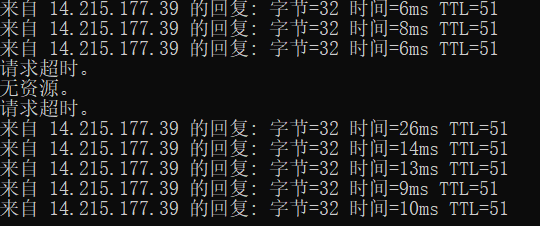 来自 14.215.177.39 的回复: 字节=32 时间=6ms TTL=51
来自 14.215.177.39 的回复: 字节=32 时间=8ms TTL=51
来自 14.215.177.39 的回复: 字节=32 时间=6ms TTL=51
请求超时。
无资源。
请求超时。
来自 14.215.177.39 的回复: 字节=32 时间=26ms TTL=51
来自 14.215.177.39 的回复: 字节=32 时间=14ms TTL=51
来自 14.215.177.39 的回复: 字节=32 时间=13ms TTL=51
来自 14.215.177.39 的回复: 字节=32 时间=9ms TTL=51
来自 14.215.177.39 的回复: 字节=32 时间=10ms TTL=51